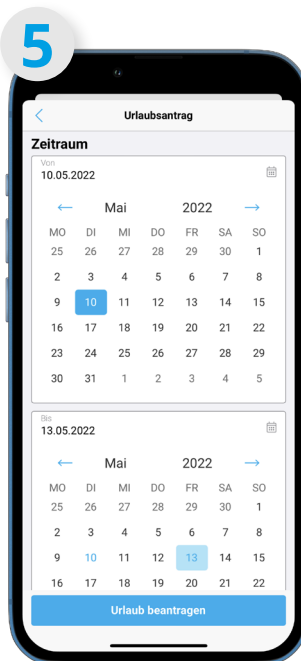 5
Urlaubsantrag
Zeitraum
Von
10.05.2022
← Mai 2022 →
MO DI MI DO FR SA SO
25 26 27 28 29 30 1
2 3 4 5 6 7 8
9 10 11 12 13 14 15
16 17 18 19 20 21 22
23 24 25 26 27 28 29
30 31 1 2 3 4 5
Bis
13.05.2022
← Mai 2022 →
MO DI MI DO FR SA SO
25 26 27 28 29 30 1
2 3 4 5 6 7 8
9 10 11 12 13 14 15
16 17 18 19 20 21 22
Urlaub beantragen